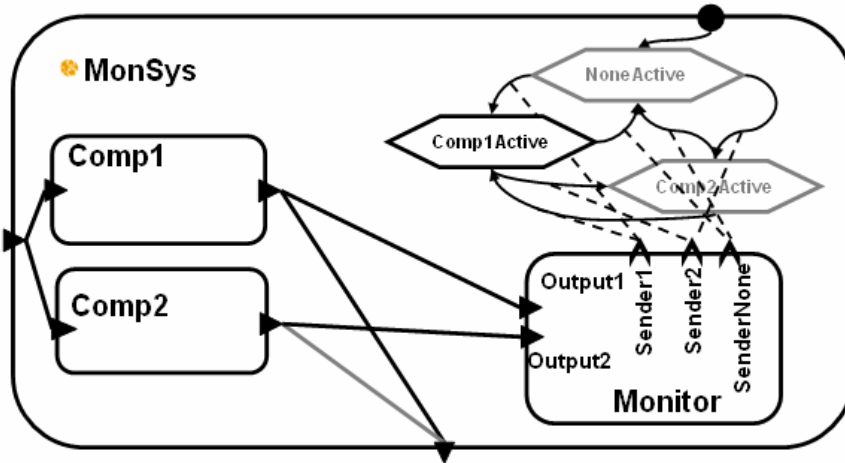 MonSys
NoneActive
Comp1Active
Comp2Active
Comp1
Comp2
Output1
Output2
Sender1
Sender2
SenderNone
Monitor